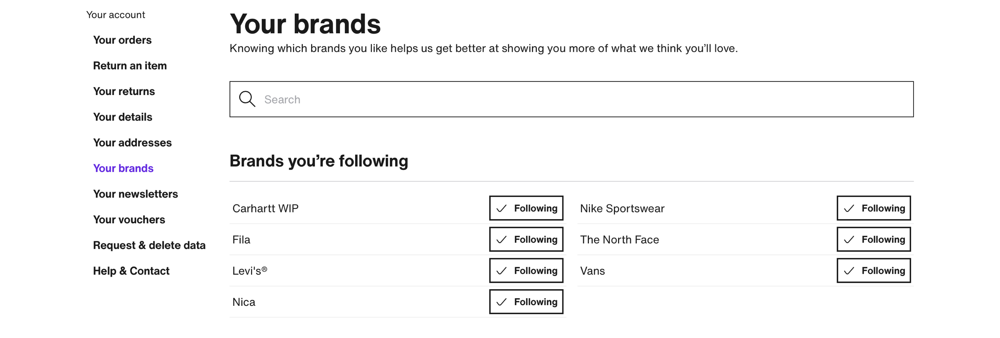 Your account
Your orders
Return an item
Your returns
Your details
Your addresses
Your brands
Your newsletters
Your vouchers
Request & delete data
Help & Contact
Your brands
Knowing which brands you like helps us get better at showing you more of what we think you’ll love.
Search
Brands you’re following
Carhartt WIP Following
Fila Following
Levi's® Following
Nica Following
Nike Sportswear Following
The North Face Following
Vans Following